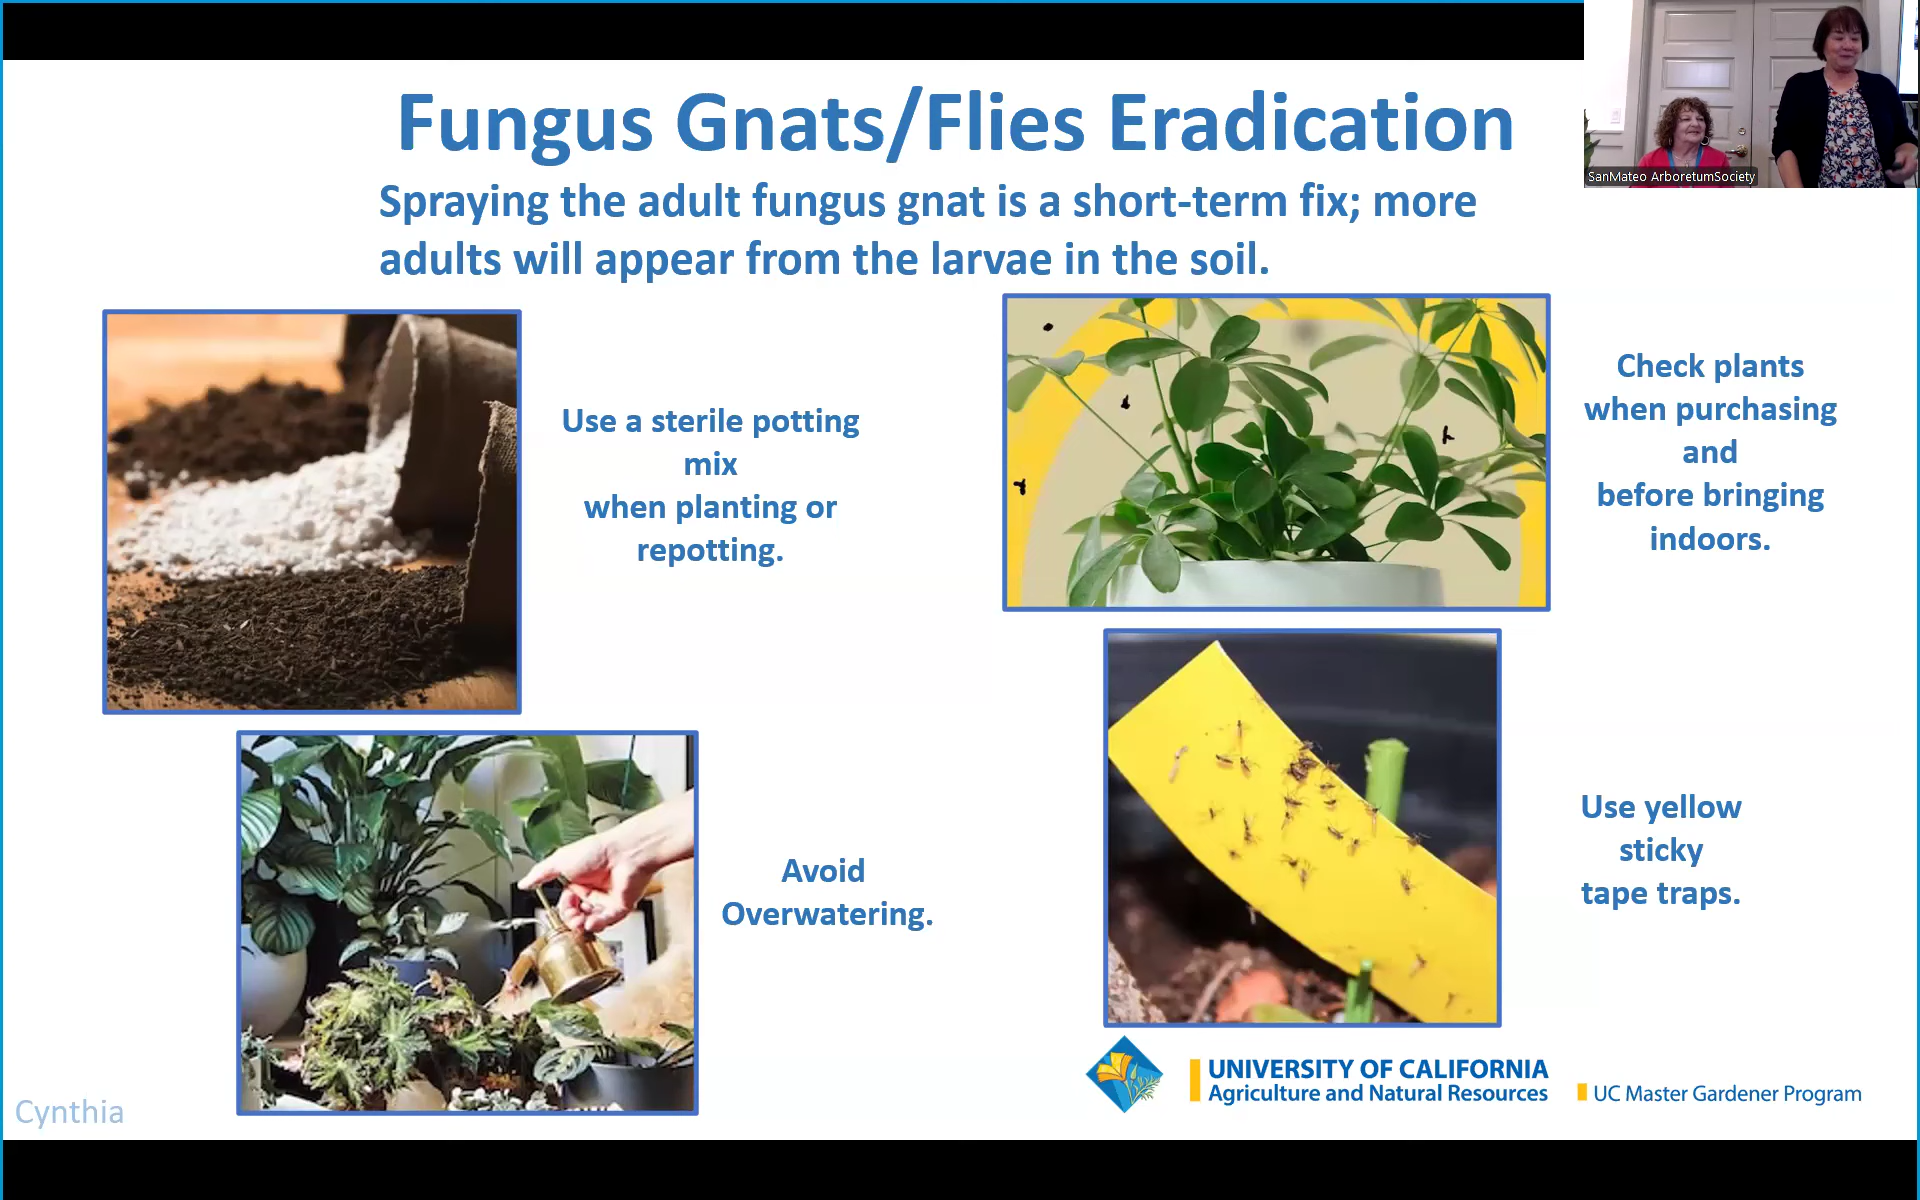 Fungus Gnats/Flies Eradication
Spraying the adult fungus gnat is a short-term fix; more
adults will appear from the larvae in the soil.
SanMateo ArboretumSociety
Use a sterile potting
mix
when planting or
repotting.
Check plants
when purchasing
and
before bringing
indoors.
Avoid
Overwatering.
Use yellow
sticky
tape traps.
UNIVERSITY OF CALIFORNIA
Agriculture and Natural Resources
UC Master Gardener Program
Cynthia